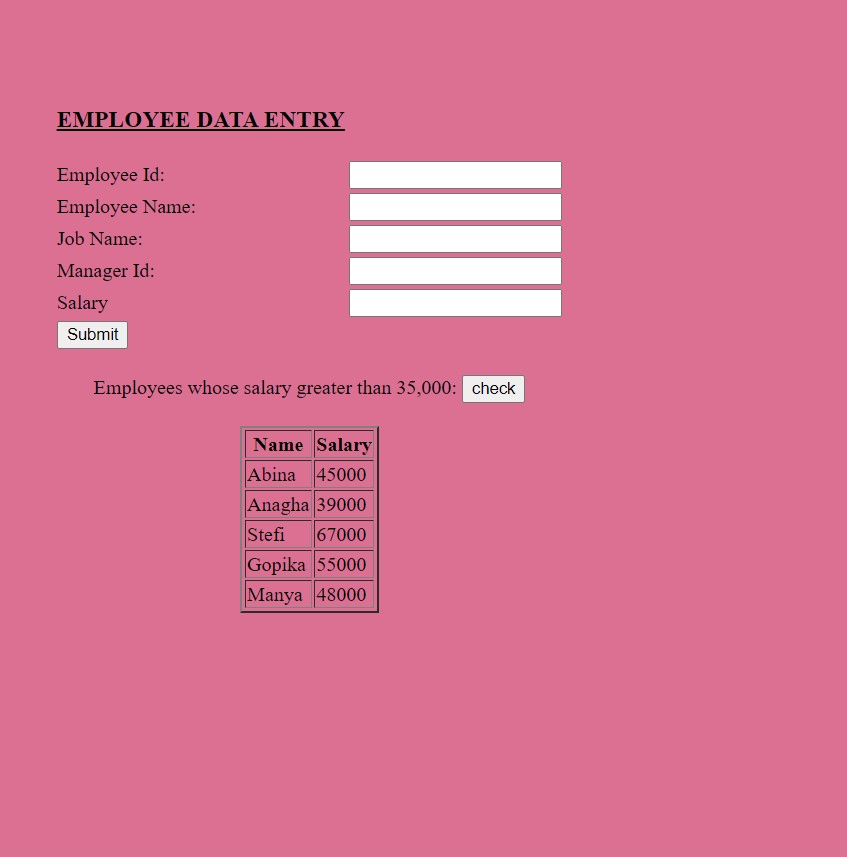 EMPLOYEE DATA ENTRY
Employee Id:
Employee Name:
Job Name:
Manager Id:
Salary
Submit
Employees whose salary greater than 35,000: check
Name Salary
Abina 45000
Anagha 39000
Stefi 67000
Gopika 55000
Manya 48000